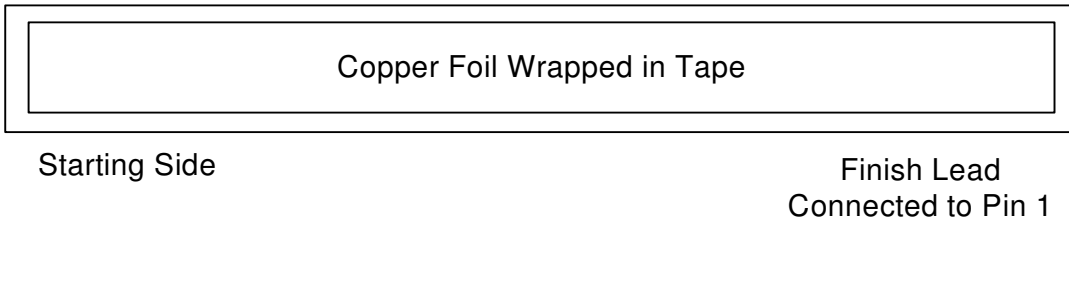 Copper Foil Wrapped in Tape
Starting Side
Finish Lead
Connected to Pin 1